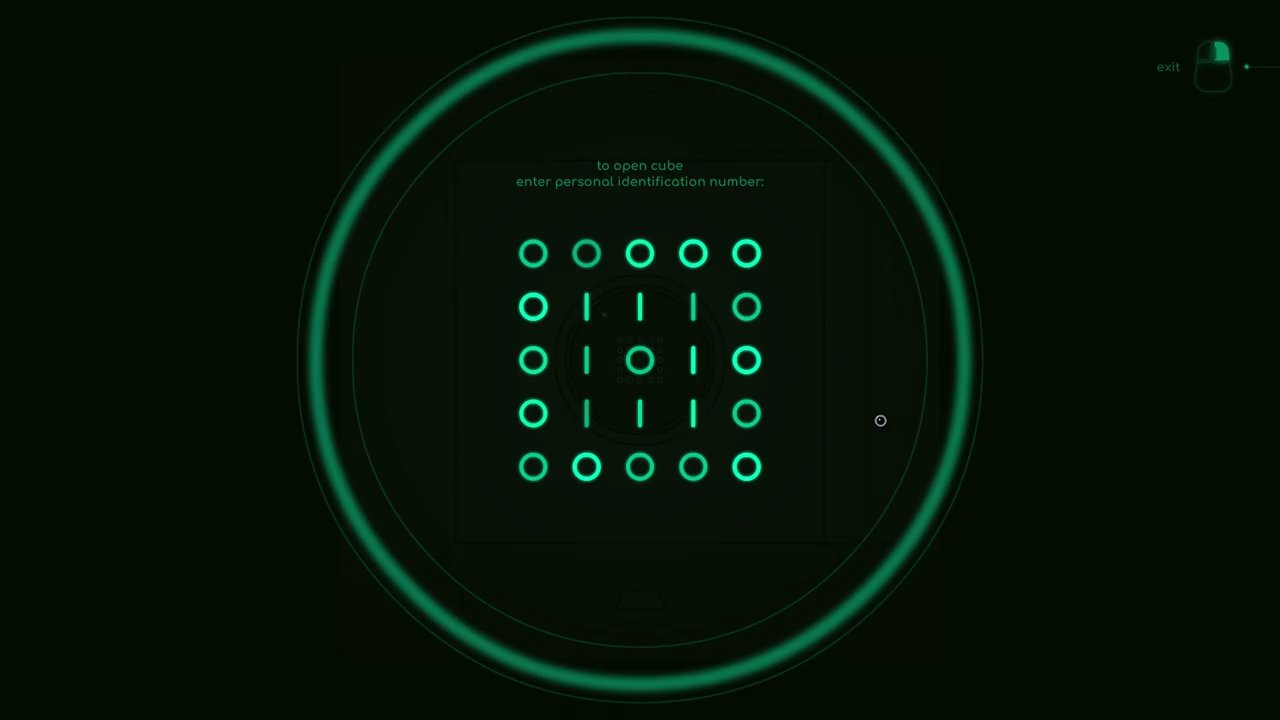 exit
to open cube
enter personal identification number:
O O O O O
O | | | O
O | O | O
O | | | O
O O O O O